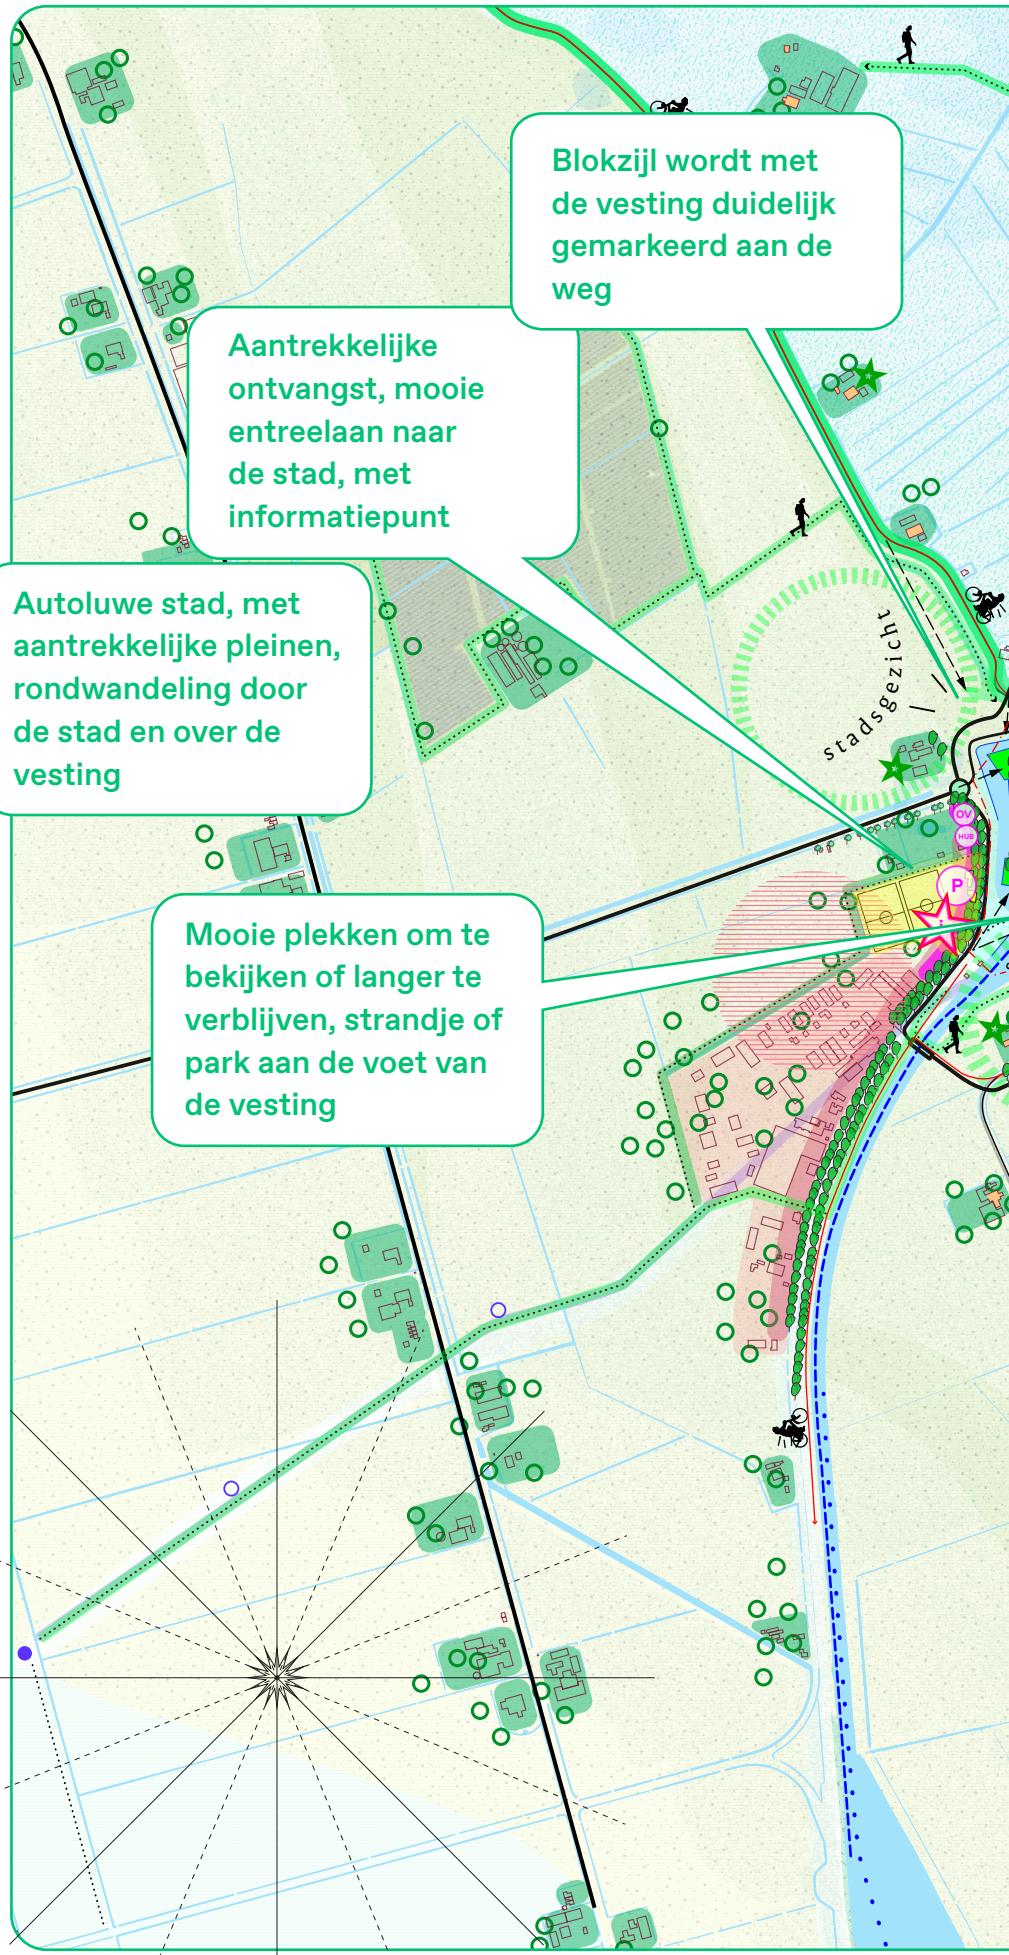 Blokzijl wordt met
de vesting duidelijk
gemarkeerd aan de
weg
Aantrekkelijke
ontvangst, mooie
entreelaan naar
de stad, met
informatiepunt
Autoluwe stad, met
aantrekkelijke pleinen,
rondwandeling door
de stad en over de
vesting
stadsgezicht
OV
HUB
P
Mooie plekken om te
bekijken of langer te
verblijven, strandje of
park aan de voet van
de vesting